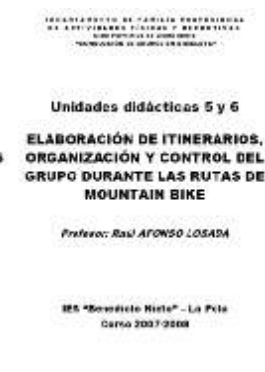 DEPARTAMENTO DE FAMILIA PROFESIONAL
DE ACTIVIDADES FÍSICAS Y DEPORTIVAS
Unidades didácticas 5 y 6
ELABORACIÓN DE ITINERARIOS,
ORGANIZACIÓN Y CONTROL DEL
GRUPO DURANTE LAS RUTAS DE
MOUNTAIN BIKE
Profesor: Raúl AFONSO LOSADA
IES "Benedicto Nieto" - La Pola
Curso 2007-2008